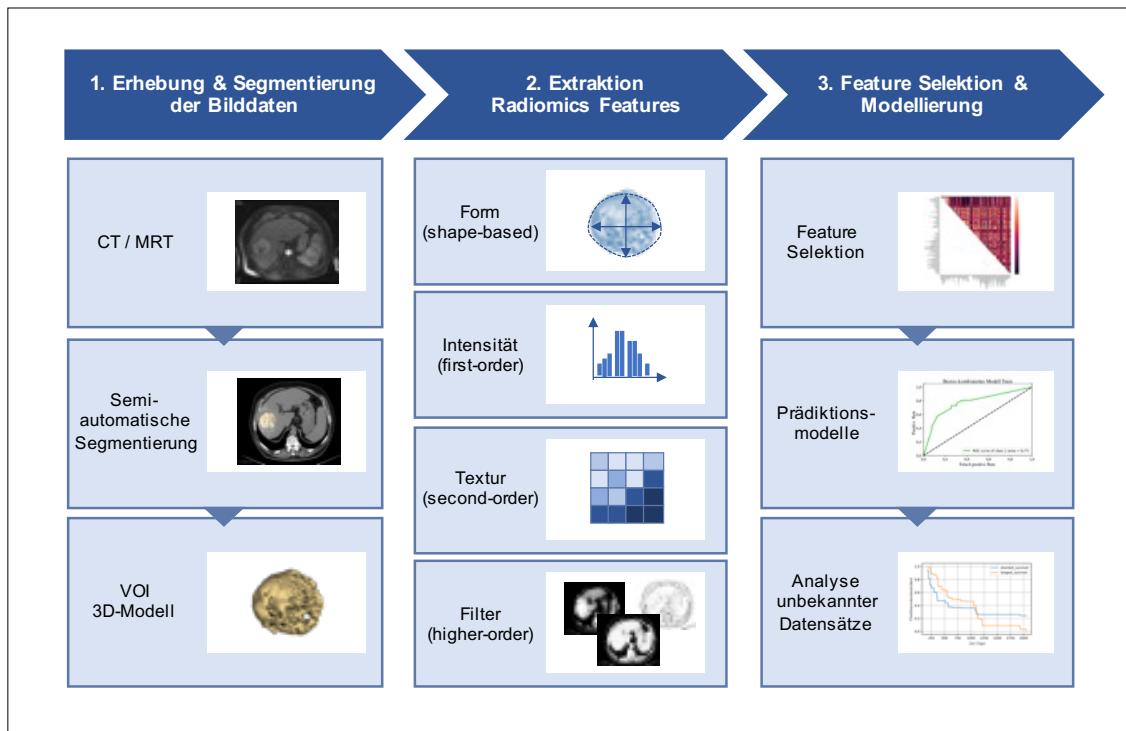 1. Erhebung & Segmentierung
der Bilddaten
2. Extraktion
Radiomics Features
3. Feature Selektion &
Modellierung
CT / MRT
Semi-
automatische
Segmentierung
VOI
3D-Modell
Form
(shape-based)
Intensität
(first-order)
Textur
(second-order)
Filter
(higher-order)
Feature
Selektion
Prädiktions-
modelle
Analyse
unbekannter
Datensätze